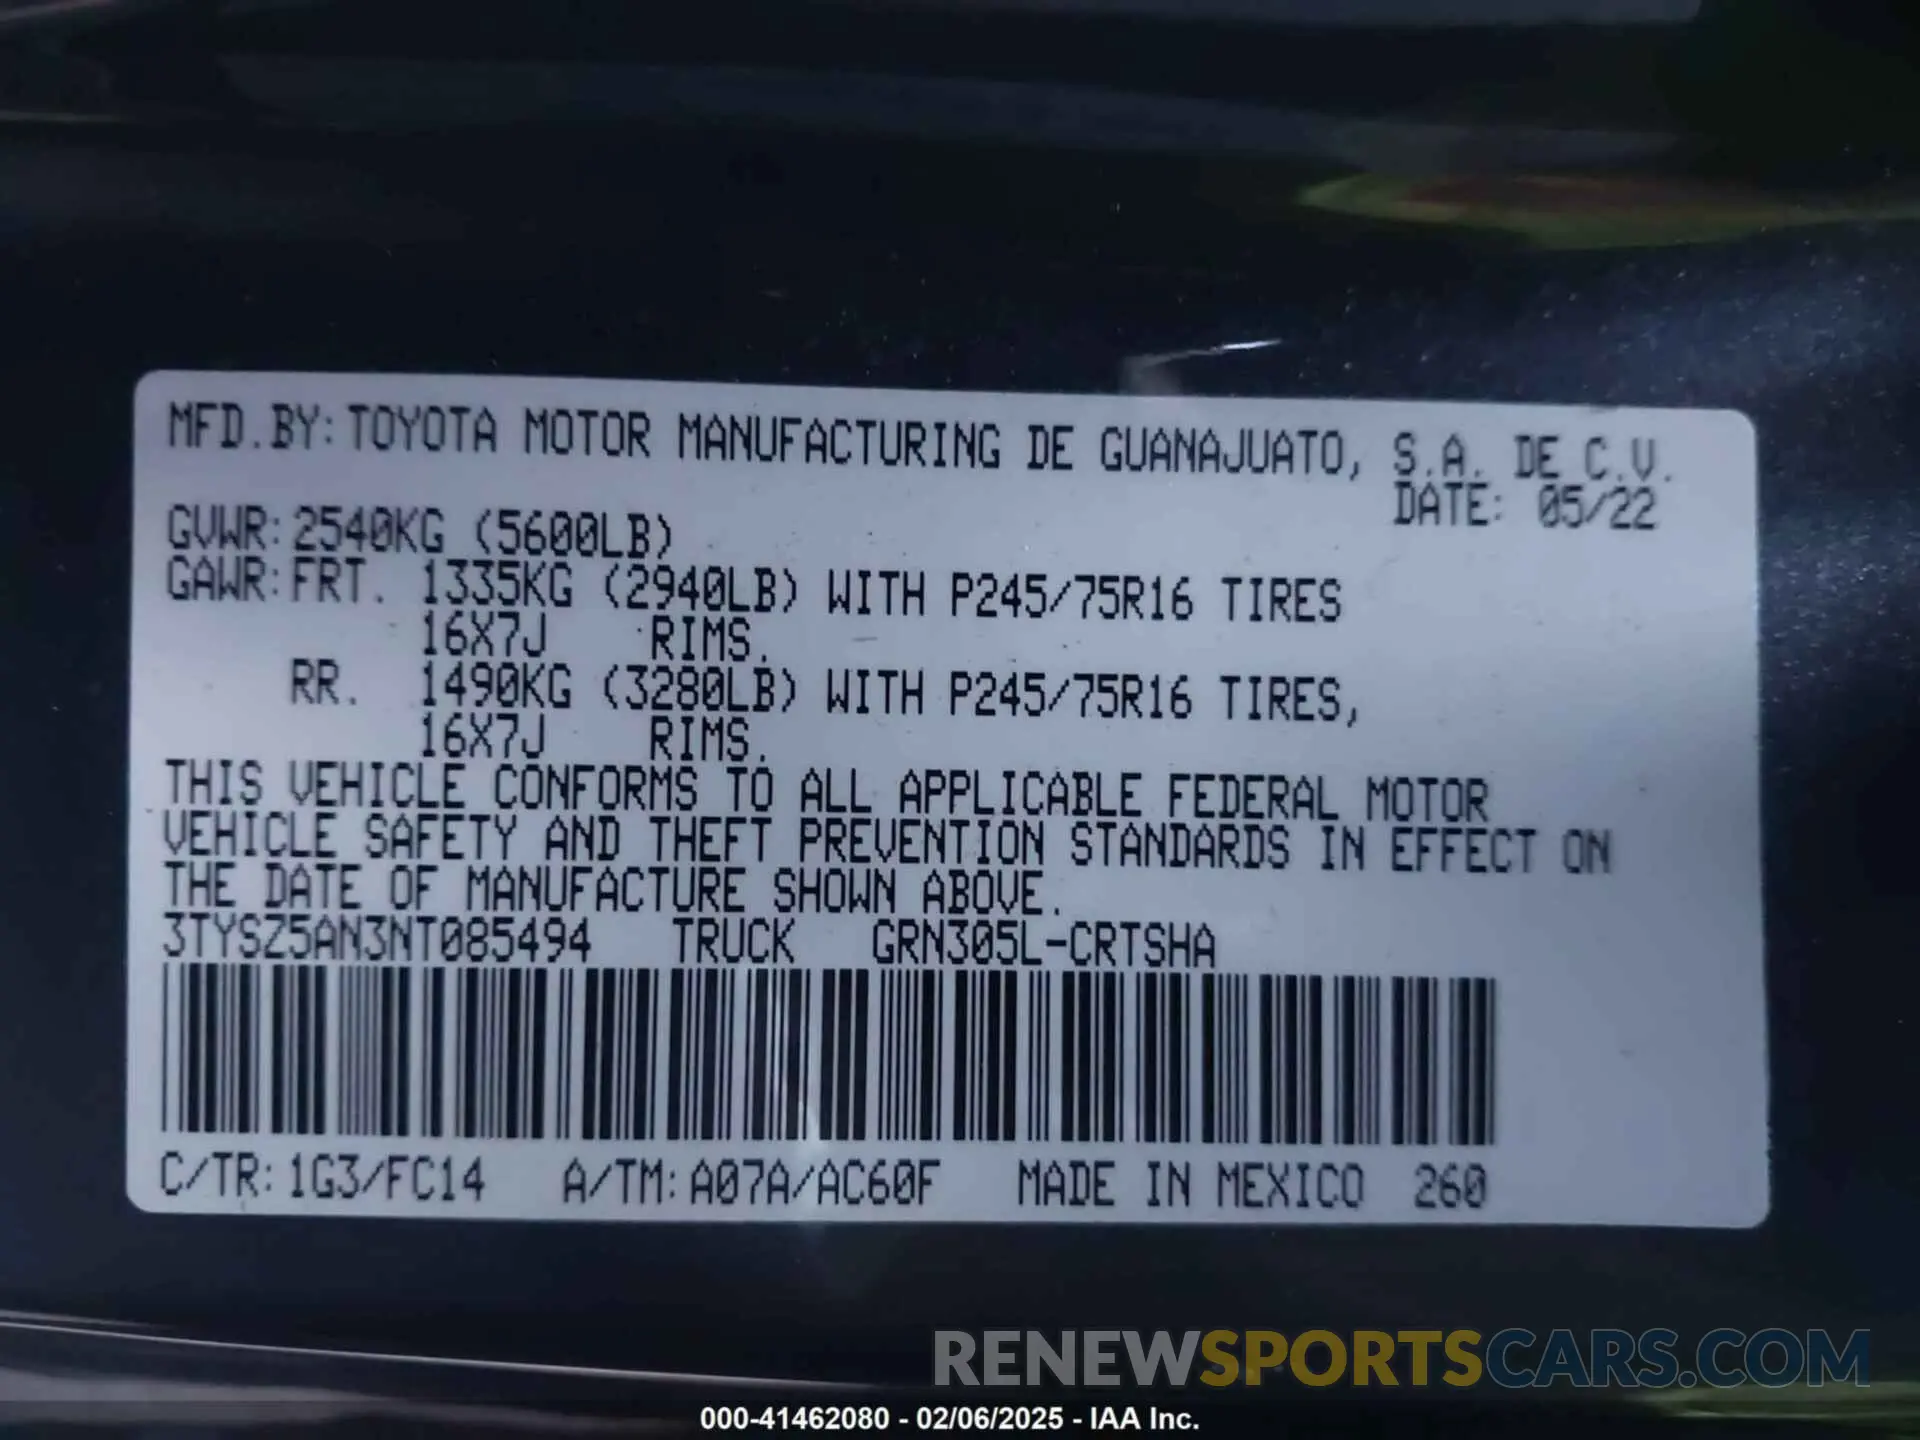 MFD.BY: TOYOTA MOTOR MANUFACTURING DE GUANAJUATO, S.A. DE C.V.
DATE: 05/22
GVWR: 2540KG (5600LB)
GAWR: FRT. 1335KG (2940LB) WITH P245/75R16 TIRES
16X7J RIMS.
RR. 1490KG (3280LB) WITH P245/75R16 TIRES,
16X7J RIMS.
THIS VEHICLE CONFORMS TO ALL APPLICABLE FEDERAL MOTOR
VEHICLE SAFETY AND THEFT PREVENTION STANDARDS IN EFFECT ON
THE DATE OF MANUFACTURE SHOWN ABOVE.
3TYSZ5AN3NT085494 TRUCK GRN305L-CRTSHA
C/TR: 1G3/FC14 A/TM: A07A/AC60F MADE IN MEXICO 260
RENEWSPORTSCARS.COM
000-41462080 - 02/06/2025 - IAA Inc.